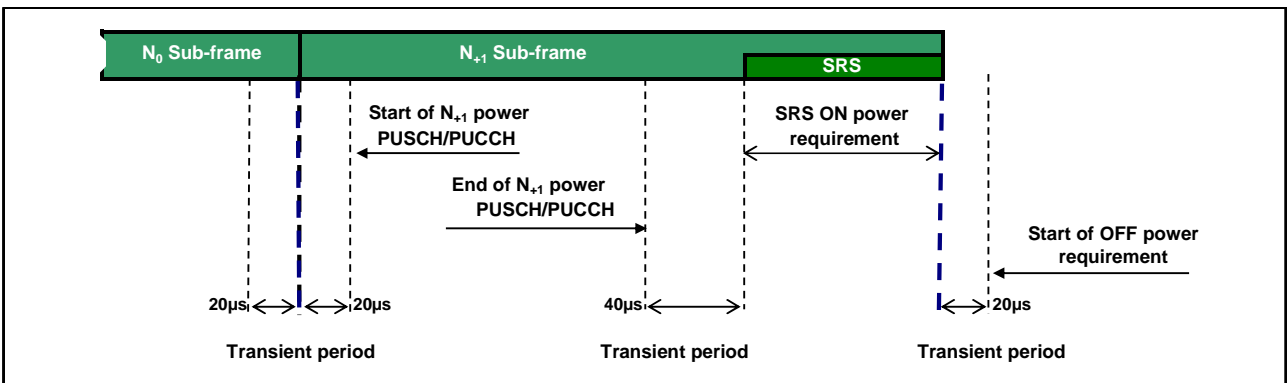 N₀ Sub-frame
N₊₁ Sub-frame
SRS
Start of N₊₁ power
PUSCH/PUCCH
SRS ON power
requirement
End of N₊₁ power
PUSCH/PUCCH
Start of OFF power
requirement
20µs
20µs
40µs
20µs
Transient period
Transient period
Transient period